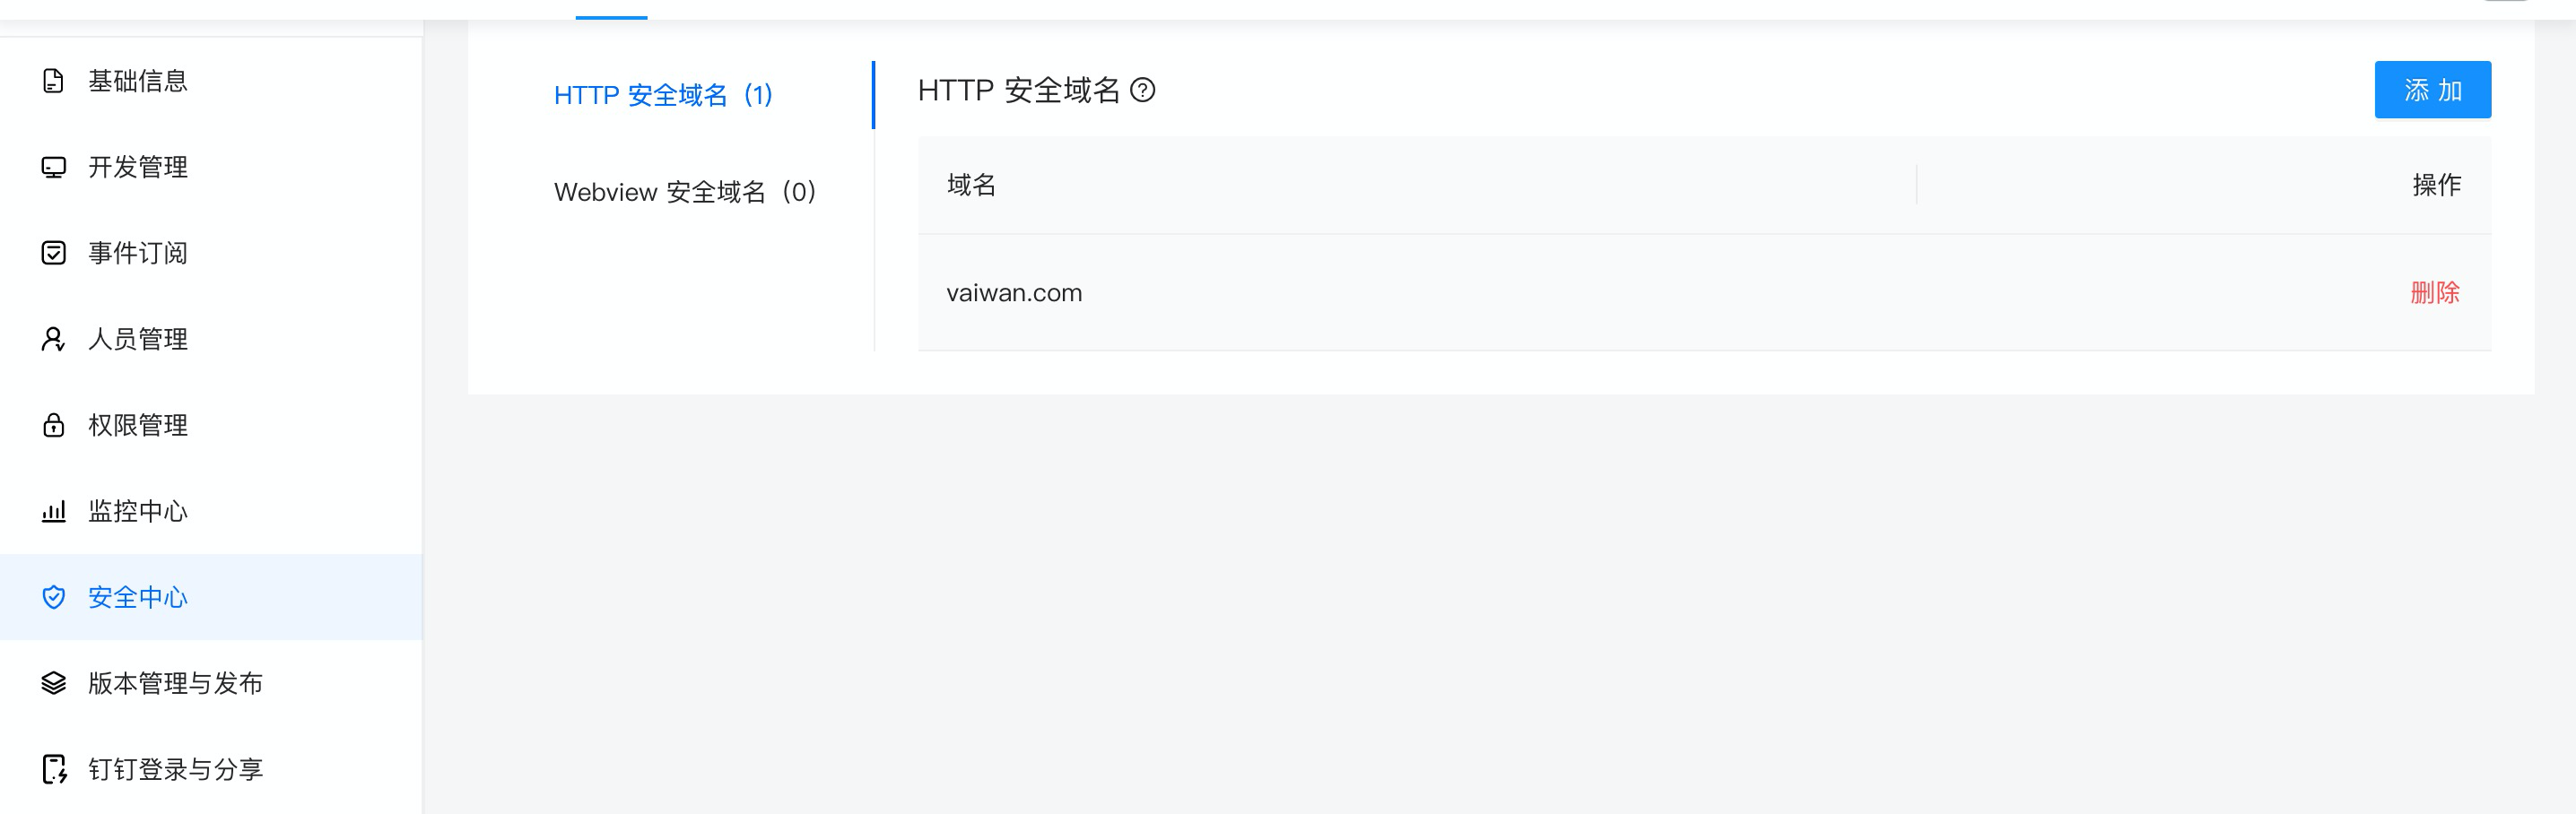 基础信息
开发管理
事件订阅
人员管理
权限管理
监控中心
安全中心
版本管理与发布
钉钉登录与分享
HTTP 安全域名（1）
Webview 安全域名（0）
HTTP 安全域名
添 加
域名
操作
vaiwan.com
删除